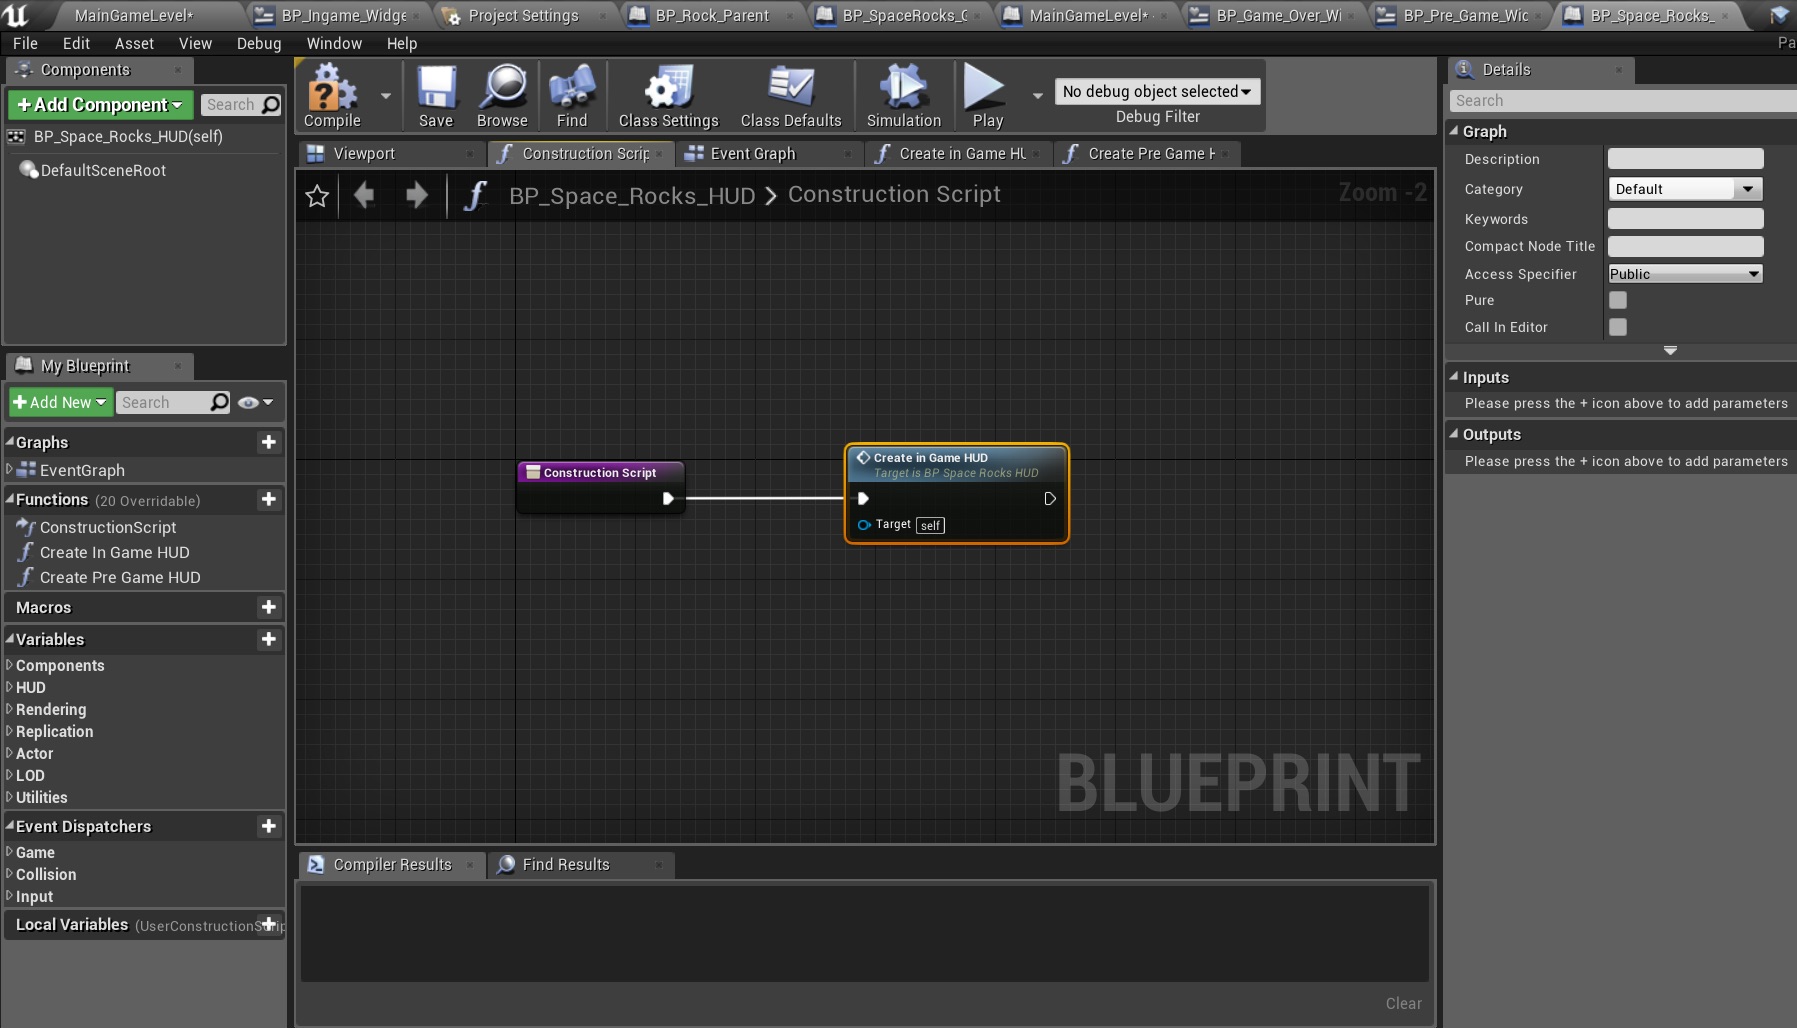 MainGameLevel*
BP_Ingame_Widge
Project Settings
BP_Rock_Parent
BP_SpaceRocks_G
MainGameLevel*
BP_Game_Over_Wi
BP_Pre_Game_Wid
BP_Space_Rocks_
File Edit Asset View Debug Window Help
Pa
Components
+Add Component
Search
BP_Space_Rocks_HUD(self)
DefaultSceneRoot
My Blueprint
+Add New
Search
Graphs
EventGraph
Functions (20 Overridable)
ConstructionScript
Create In Game HUD
Create Pre Game HUD
Macros
Variables
Components
HUD
Rendering
Replication
Actor
LOD
Utilities
Event Dispatchers
Game
Collision
Input
Local Variables (UserConstructionScrip
Compile
Save
Browse
Find
Class Settings
Class Defaults
Simulation
Play
No debug object selected
Debug Filter
Viewport
Construction Scrip
Event Graph
Create in Game HU
Create Pre Game H
BP_Space_Rocks_HUD > Construction Script
Zoom -2
Construction Script
Create in Game HUD
Target is BP Space Rocks HUD
Target self
BLUEPRINT
Compiler Results
Find Results
Clear
Details
Search
Graph
Description
Category Default
Keywords
Compact Node Title
Access Specifier Public
Pure
Call In Editor
Inputs
Please press the + icon above to add parameters
Outputs
Please press the + icon above to add parameters